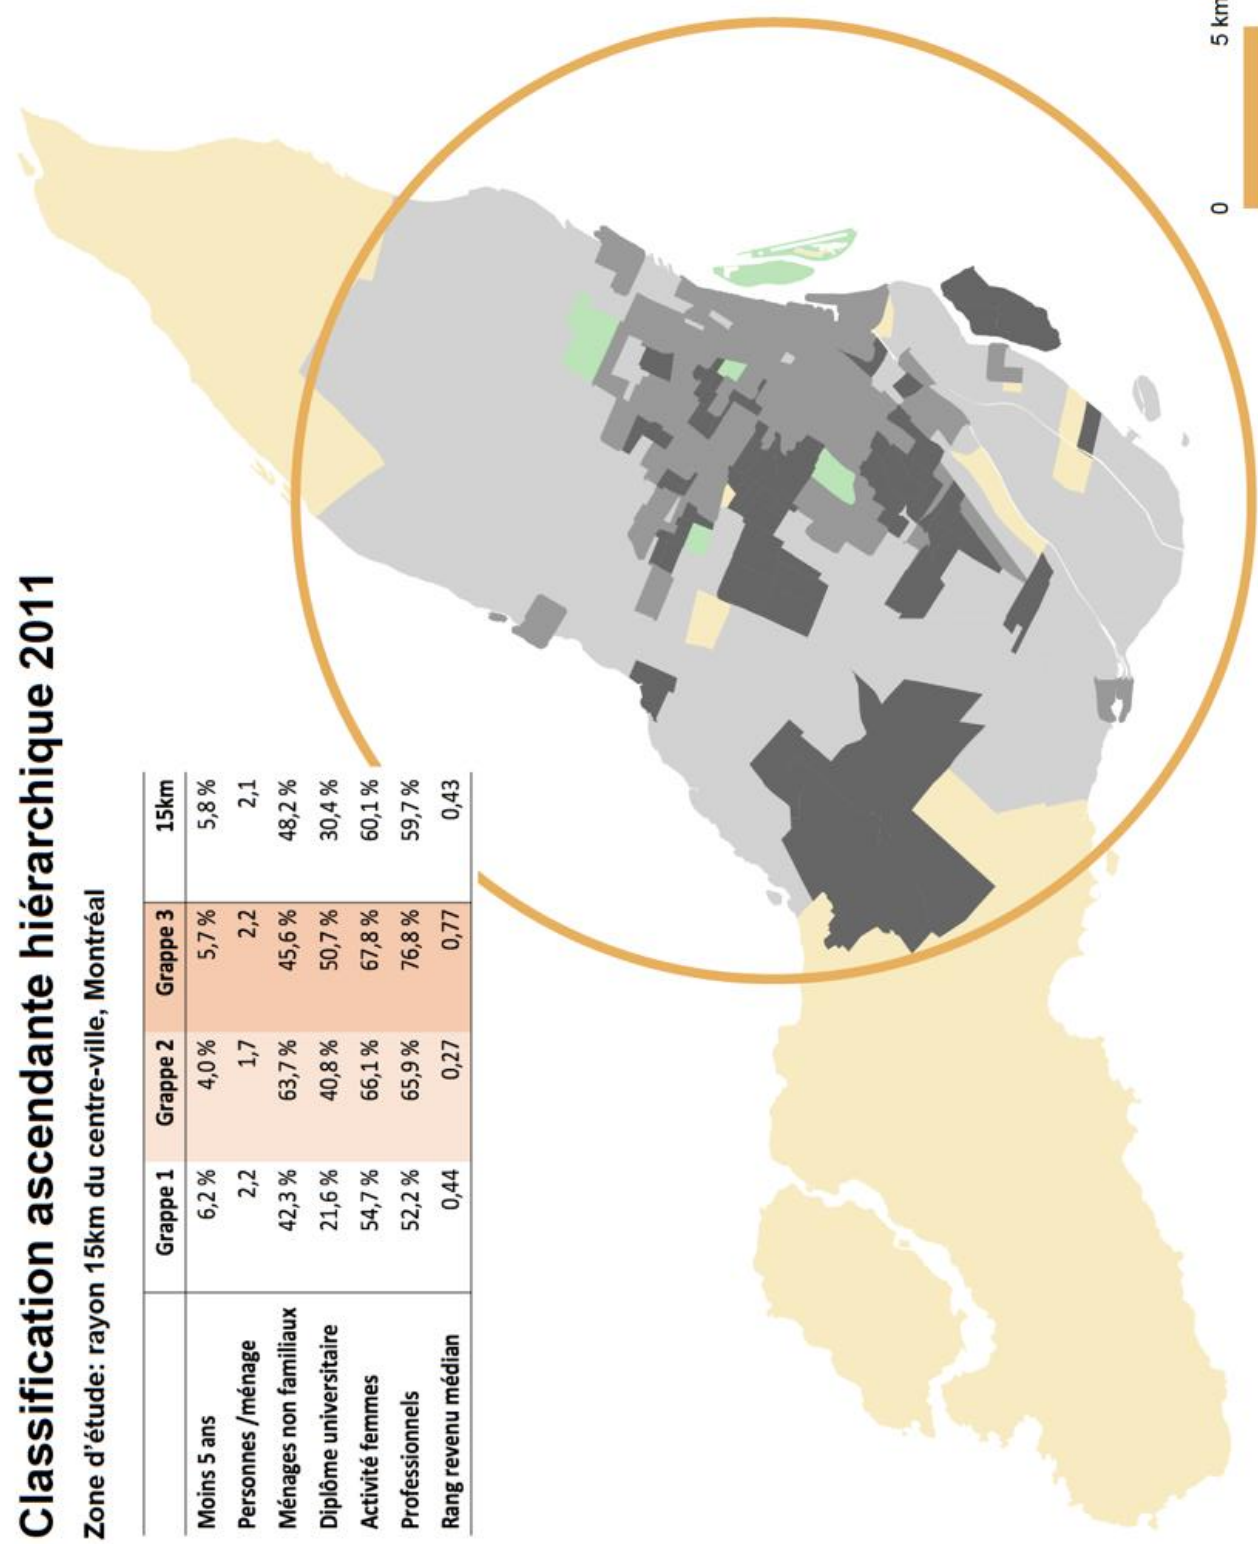 Classification ascendante hiérarchique 2011
Zone d'étude: rayon 15km du centre-ville, Montréal
Grappe 1 Grappe 2 Grappe 3 15km
Moins 5 ans 6,2 % 4,0 % 5,7 % 5,8 %
Personnes /ménage 2,2 1,7 2,2 2,1
Ménages non familiaux 42,3 % 63,7 % 45,6 % 48,2 %
Diplôme universitaire 21,6 % 40,8 % 50,7 % 30,4 %
Activité femmes 54,7 % 66,1 % 67,8 % 60,1 %
Professionnels 52,2 % 65,9 % 76,8 % 59,7 %
Rang revenu médian 0,44 0,27 0,77 0,43
0 5 km